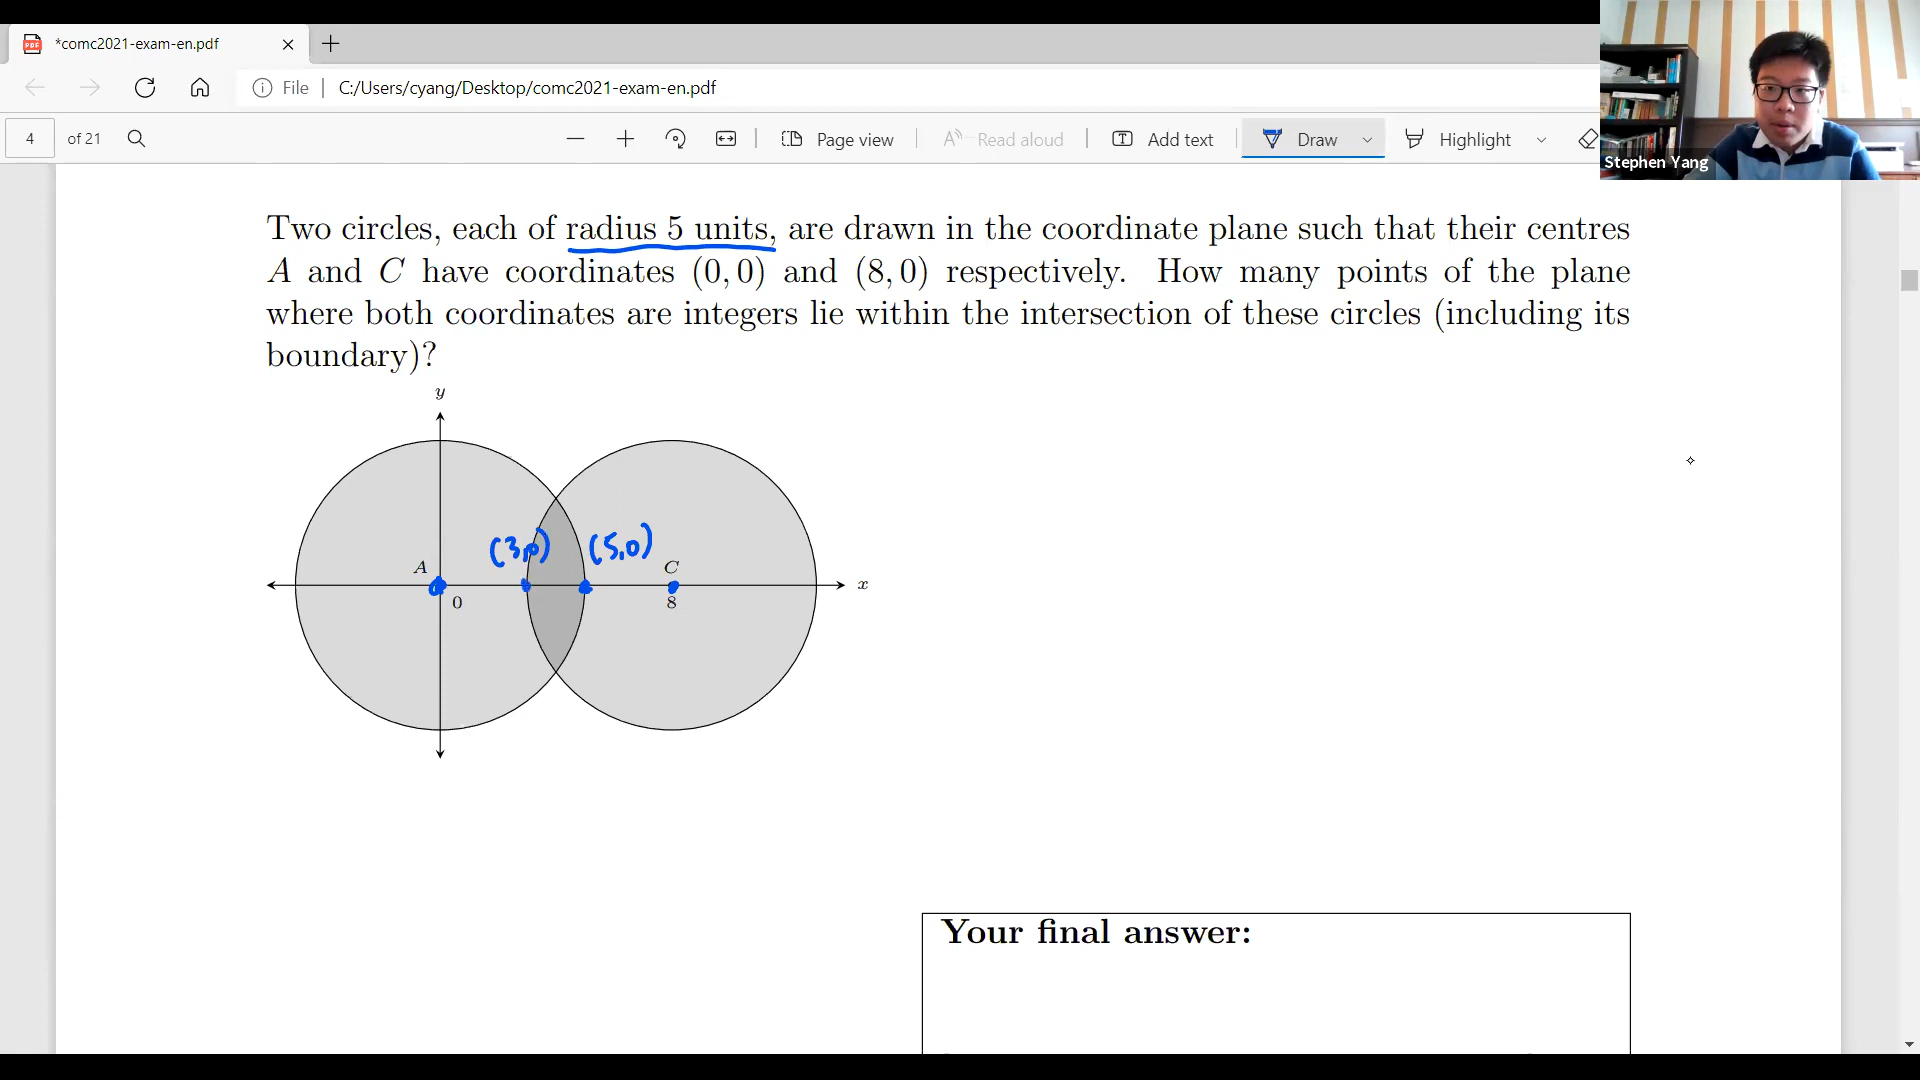 *comc2021-exam-en.pdf
File | C:/Users/cyang/Desktop/comc2021-exam-en.pdf
4 of 21
Page view
Read aloud
Add text
Draw
Highlight
Stephen Yang
Two circles, each of radius 5 units, are drawn in the coordinate plane such that their centres
A and C have coordinates (0, 0) and (8, 0) respectively. How many points of the plane
where both coordinates are integers lie within the intersection of these circles (including its
boundary)?
y
(3,0) (5,0)
A C
x
0 8
Your final answer: